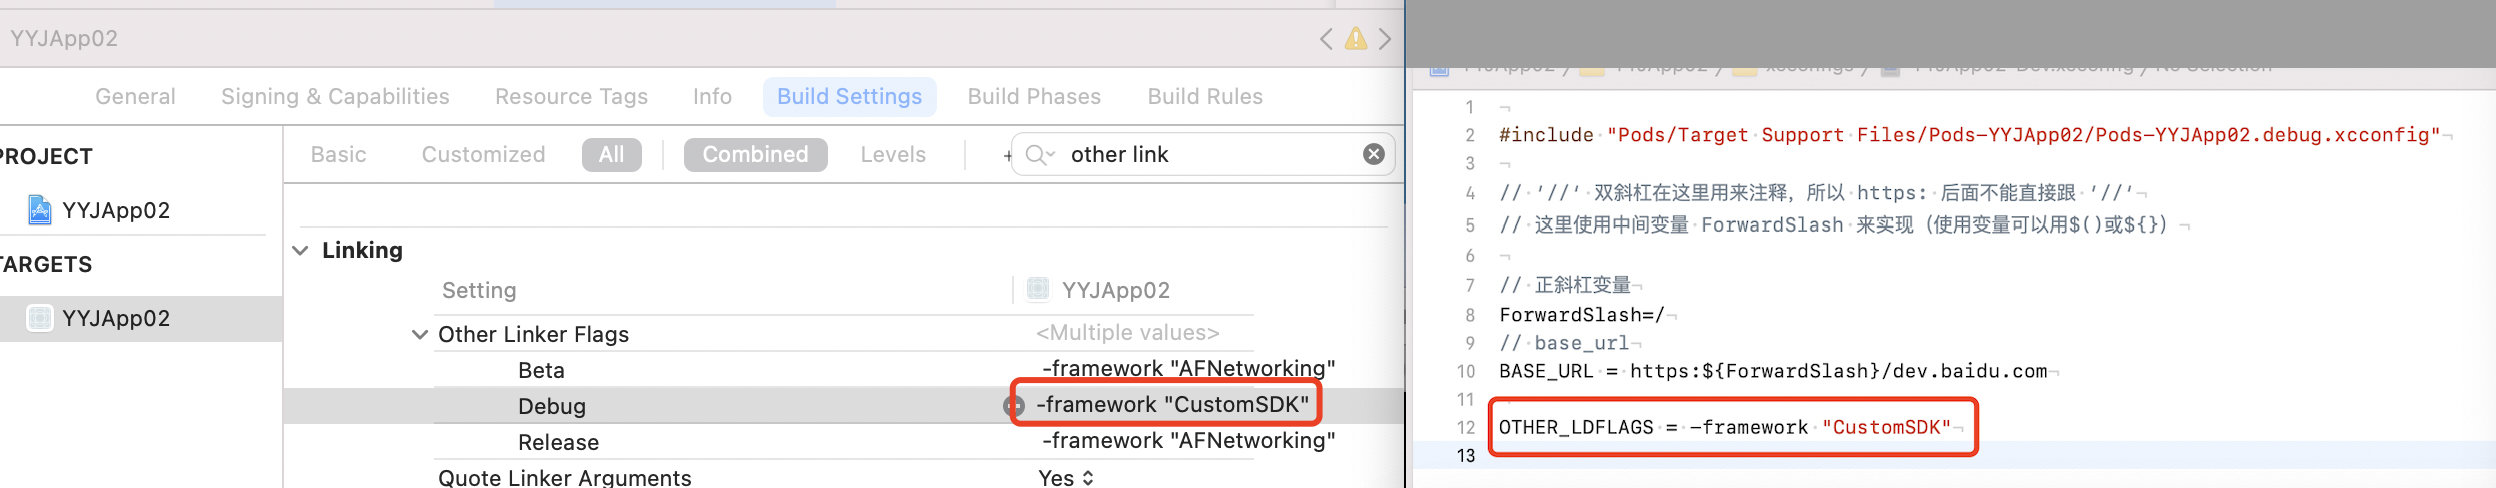 YYJApp02
General Signing & Capabilities Resource Tags Info Build Settings Build Phases Build Rules
PROJECT
YYJApp02
TARGETS
YYJApp02
Basic Customized All Combined Levels + other link
Linking
Setting YYJApp02
Other Linker Flags <Multiple values>
Beta -framework "AFNetworking"
Debug -framework "CustomSDK"
Release -framework "AFNetworking"
Quote Linker Arguments Yes
1
2 #include "Pods/Target Support Files/Pods-YYJApp02/Pods-YYJApp02.debug.xcconfig"
3
4 // '//' 双斜杠在这里用来注释，所以 https: 后面不能直接跟 '//'
5 // 这里使用中间变量 ForwardSlash 来实现（使用变量可以用$()或${}）
6
7 // 正斜杠变量
8 ForwardSlash=/
9 // base_url
10 BASE_URL = https:${ForwardSlash}/dev.baidu.com
11
12 OTHER_LDFLAGS = -framework "CustomSDK"
13